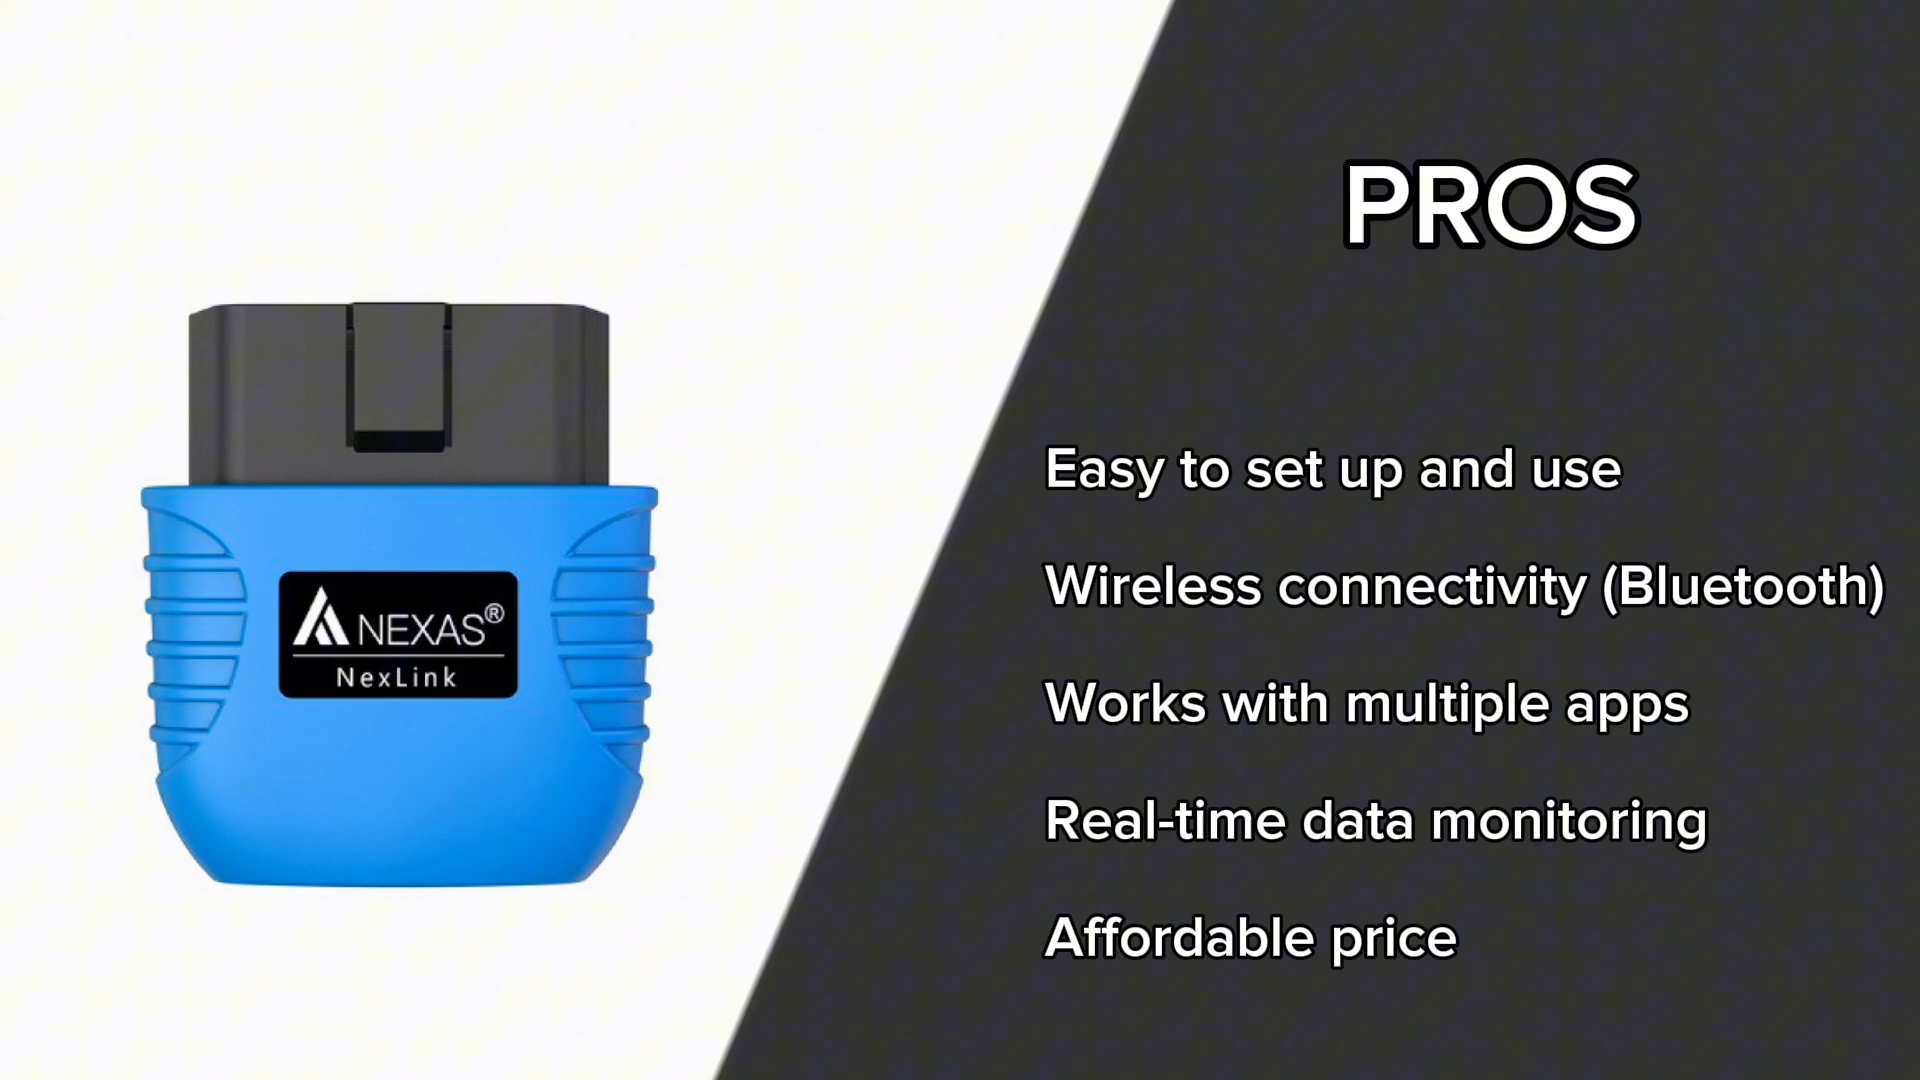 NEXAS®
NexLink
PROS
Easy to set up and use
Wireless connectivity (Bluetooth)
Works with multiple apps
Real-time data monitoring
Affordable price